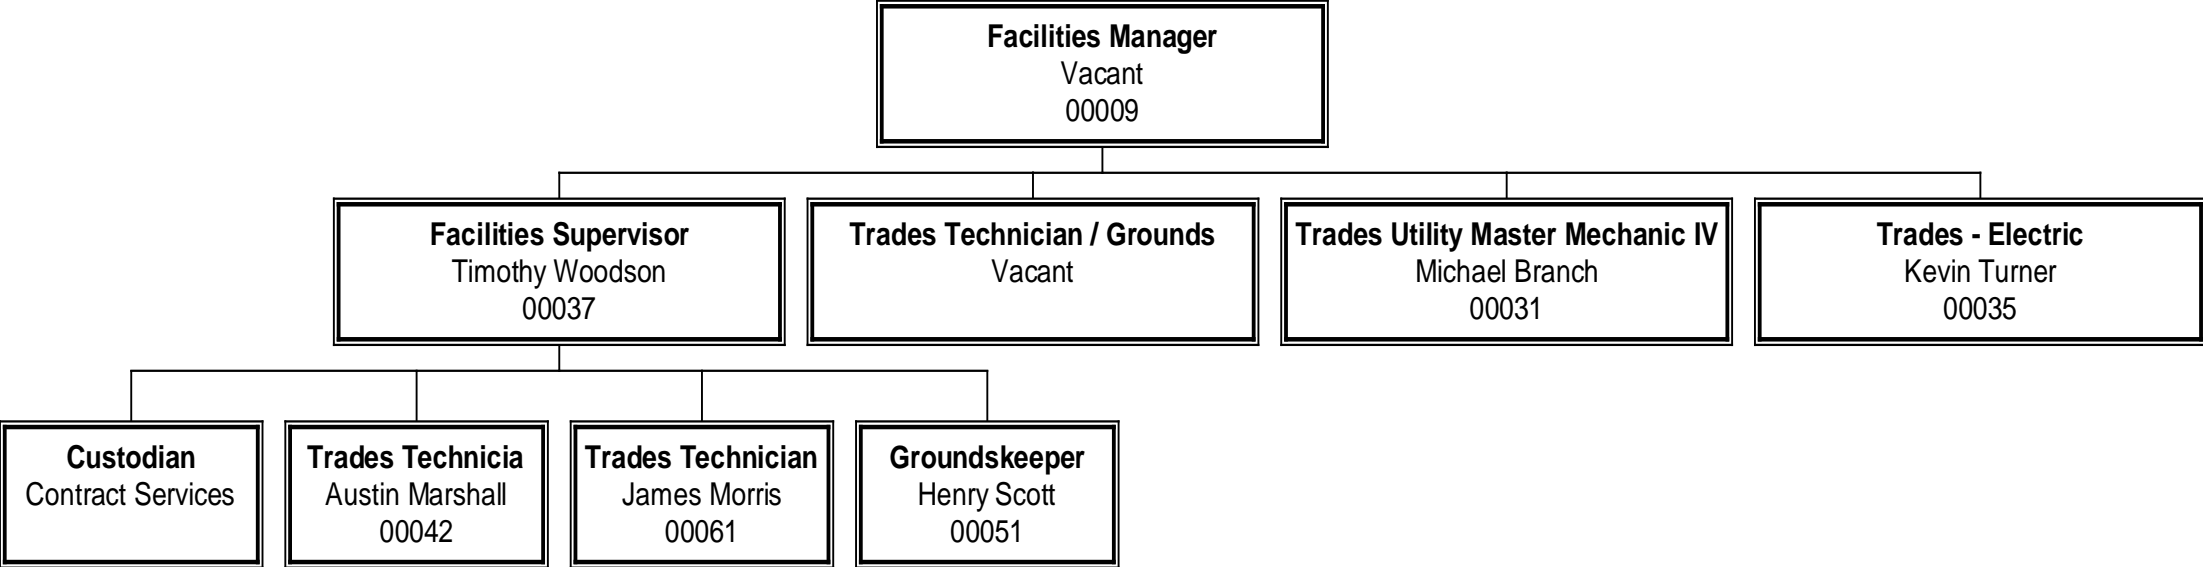 Facilities Manager
Vacant
00009
Facilities Supervisor
Timothy Woodson
00037
Trades Technician / Grounds
Vacant
Trades Utility Master Mechanic IV
Michael Branch
00031
Trades - Electric
Kevin Turner
00035
Custodian
Contract Services
Trades Technicia
Austin Marshall
00042
Trades Technician
James Morris
00061
Groundskeeper
Henry Scott
00051